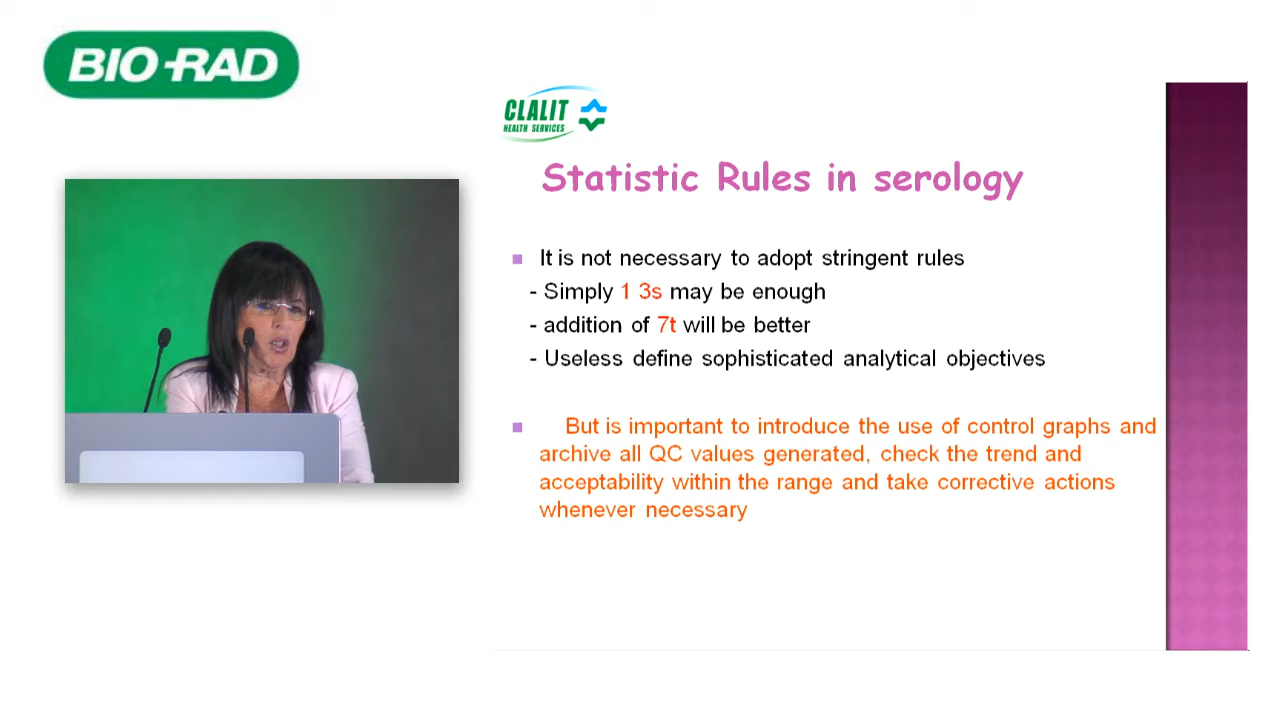 BIO-RAD
CLALIT
HEALTH SERVICES
Statistic Rules in serology
It is not necessary to adopt stringent rules
- Simply 1 3s may be enough
- addition of 7t will be better
- Useless define sophisticated analytical objectives
But is important to introduce the use of control graphs and
archive all QC values generated, check the trend and
acceptability within the range and take corrective actions
whenever necessary